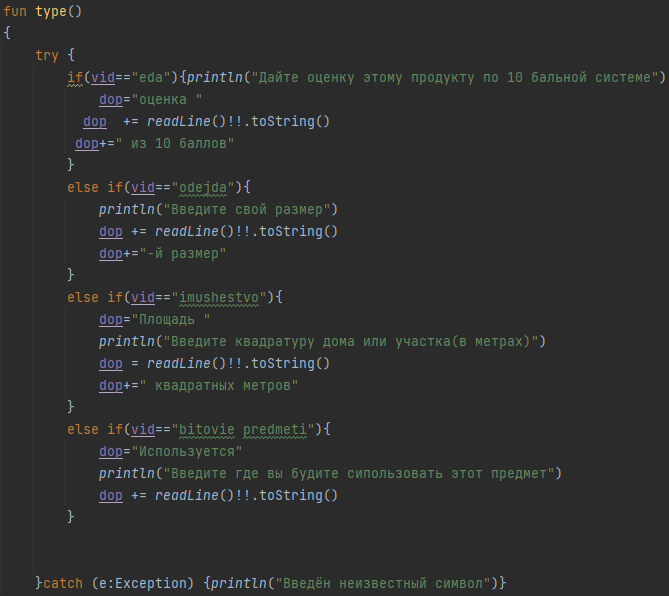 fun type()
{
    try {
        if(vid=="eda"){println("Дайте оценку этому продукту по 10 бальной системе")
            dop="оценка "
          dop  += readLine()!!.toString()
         dop+=" из 10 баллов"
        }
        else if(vid=="odejda"){
            println("Введите свой размер")
            dop += readLine()!!.toString()
            dop+="-й размер"
        }
        else if(vid=="imushestvo"){
            dop="Площадь "
            println("Введите квадратуру дома или участка(в метрах)")
            dop = readLine()!!.toString()
            dop+=" квадратных метров"
        }
        else if(vid=="bitovie predmeti"){
            dop="Используется"
            println("Введите где вы будите сипользовать этот предмет")
            dop += readLine()!!.toString()
        }
    }catch (e:Exception) {println("Введён неизвестный символ")}